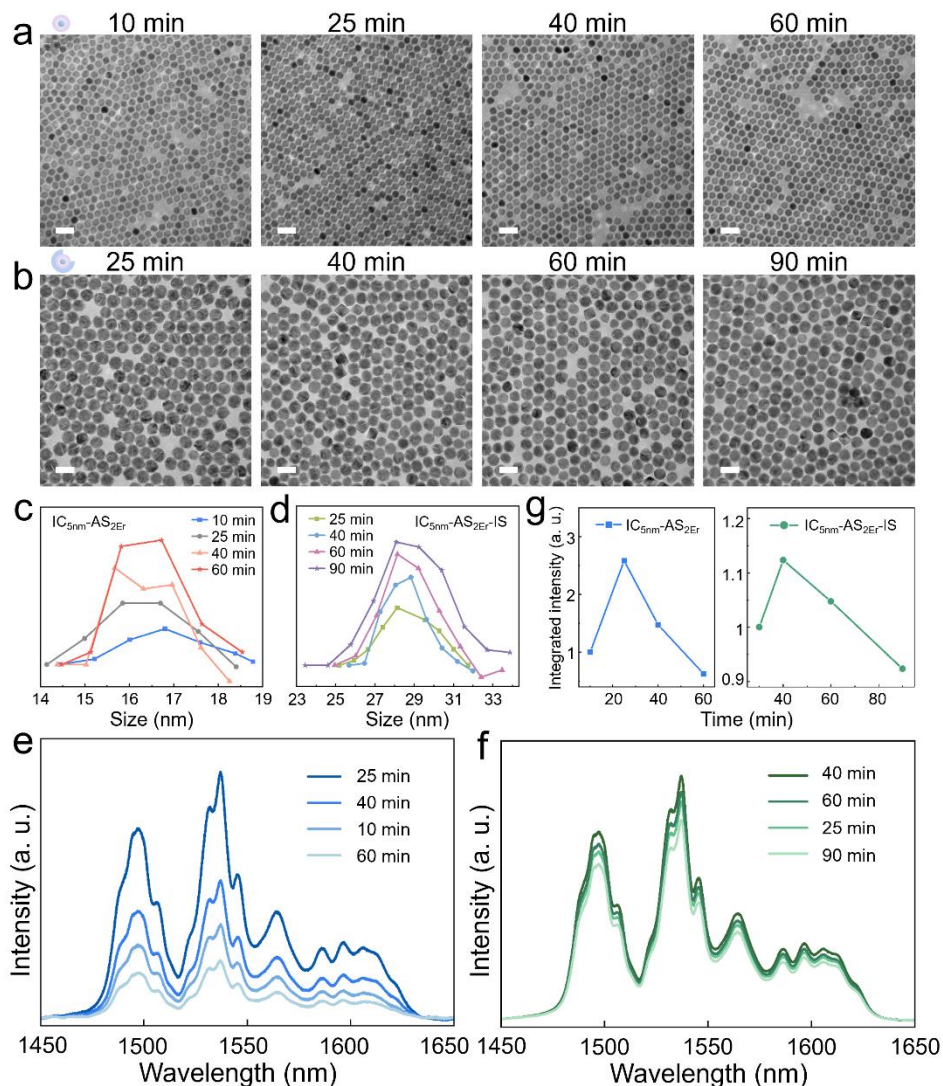 a
10 min
25 min
40 min
60 min
b
25 min
40 min
60 min
90 min
c
IC5nm-AS2Er
10 min
25 min
40 min
60 min
14
15
16
17
18
19
Size (nm)
d
25 min
40 min
60 min
90 min
IC5nm-AS2Er-IS
23
25
27
29
31
33
Size (nm)
g
Integrated intensity (a. u.)
3
2
1
IC5nm-AS2Er
0
20
40
60
1.2
1.1
1
0.9
IC5nm-AS2Er-IS
40
60
80
Time (min)
e
Intensity (a. u.)
25 min
40 min
10 min
60 min
1450
1500
1550
1600
1650
Wavelength (nm)
f
Intensity (a. u.)
40 min
60 min
25 min
90 min
1450
1500
1550
1600
1650
Wavelength (nm)